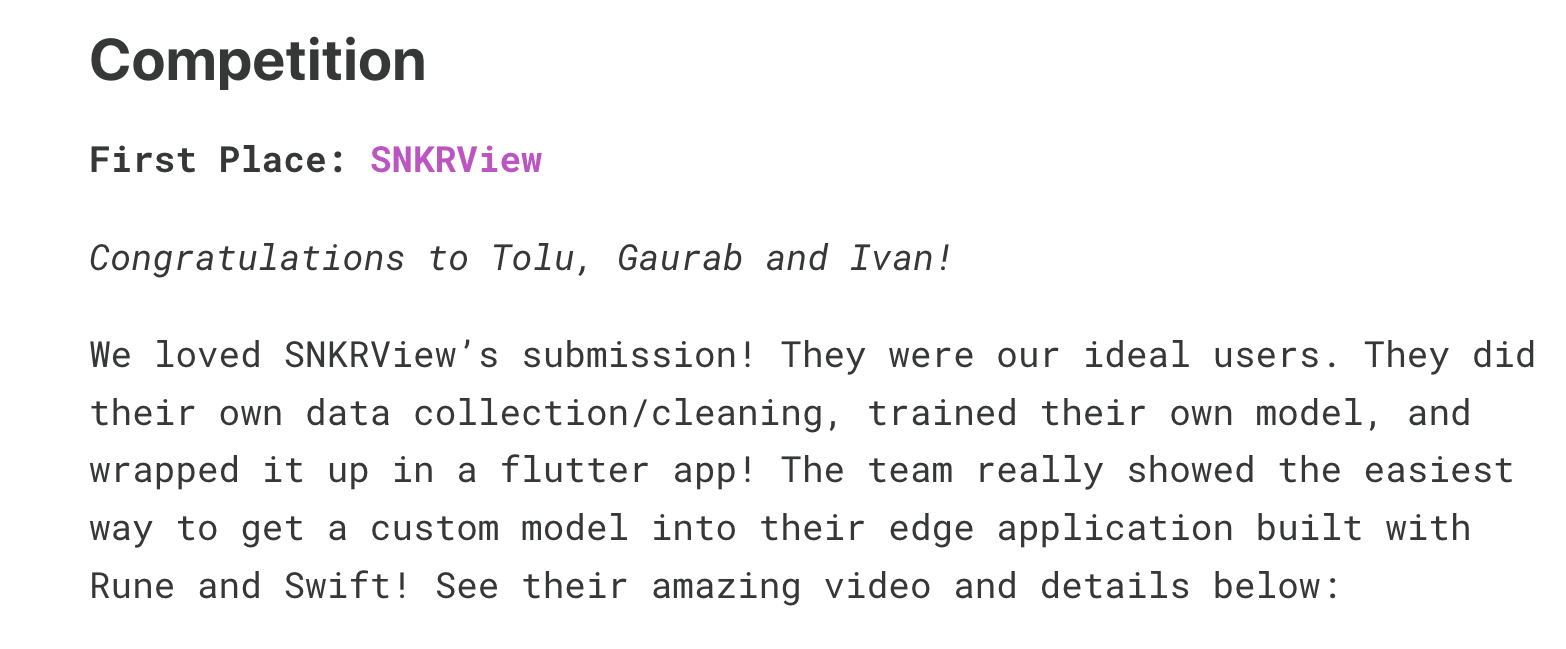 Competition
First Place: SNKRView
Congratulations to Tolu, Gaurab and Ivan!
We loved SNKRView’s submission! They were our ideal users. They did
their own data collection/cleaning, trained their own model, and
wrapped it up in a flutter app! The team really showed the easiest
way to get a custom model into their edge application built with
Rune and Swift! See their amazing video and details below: